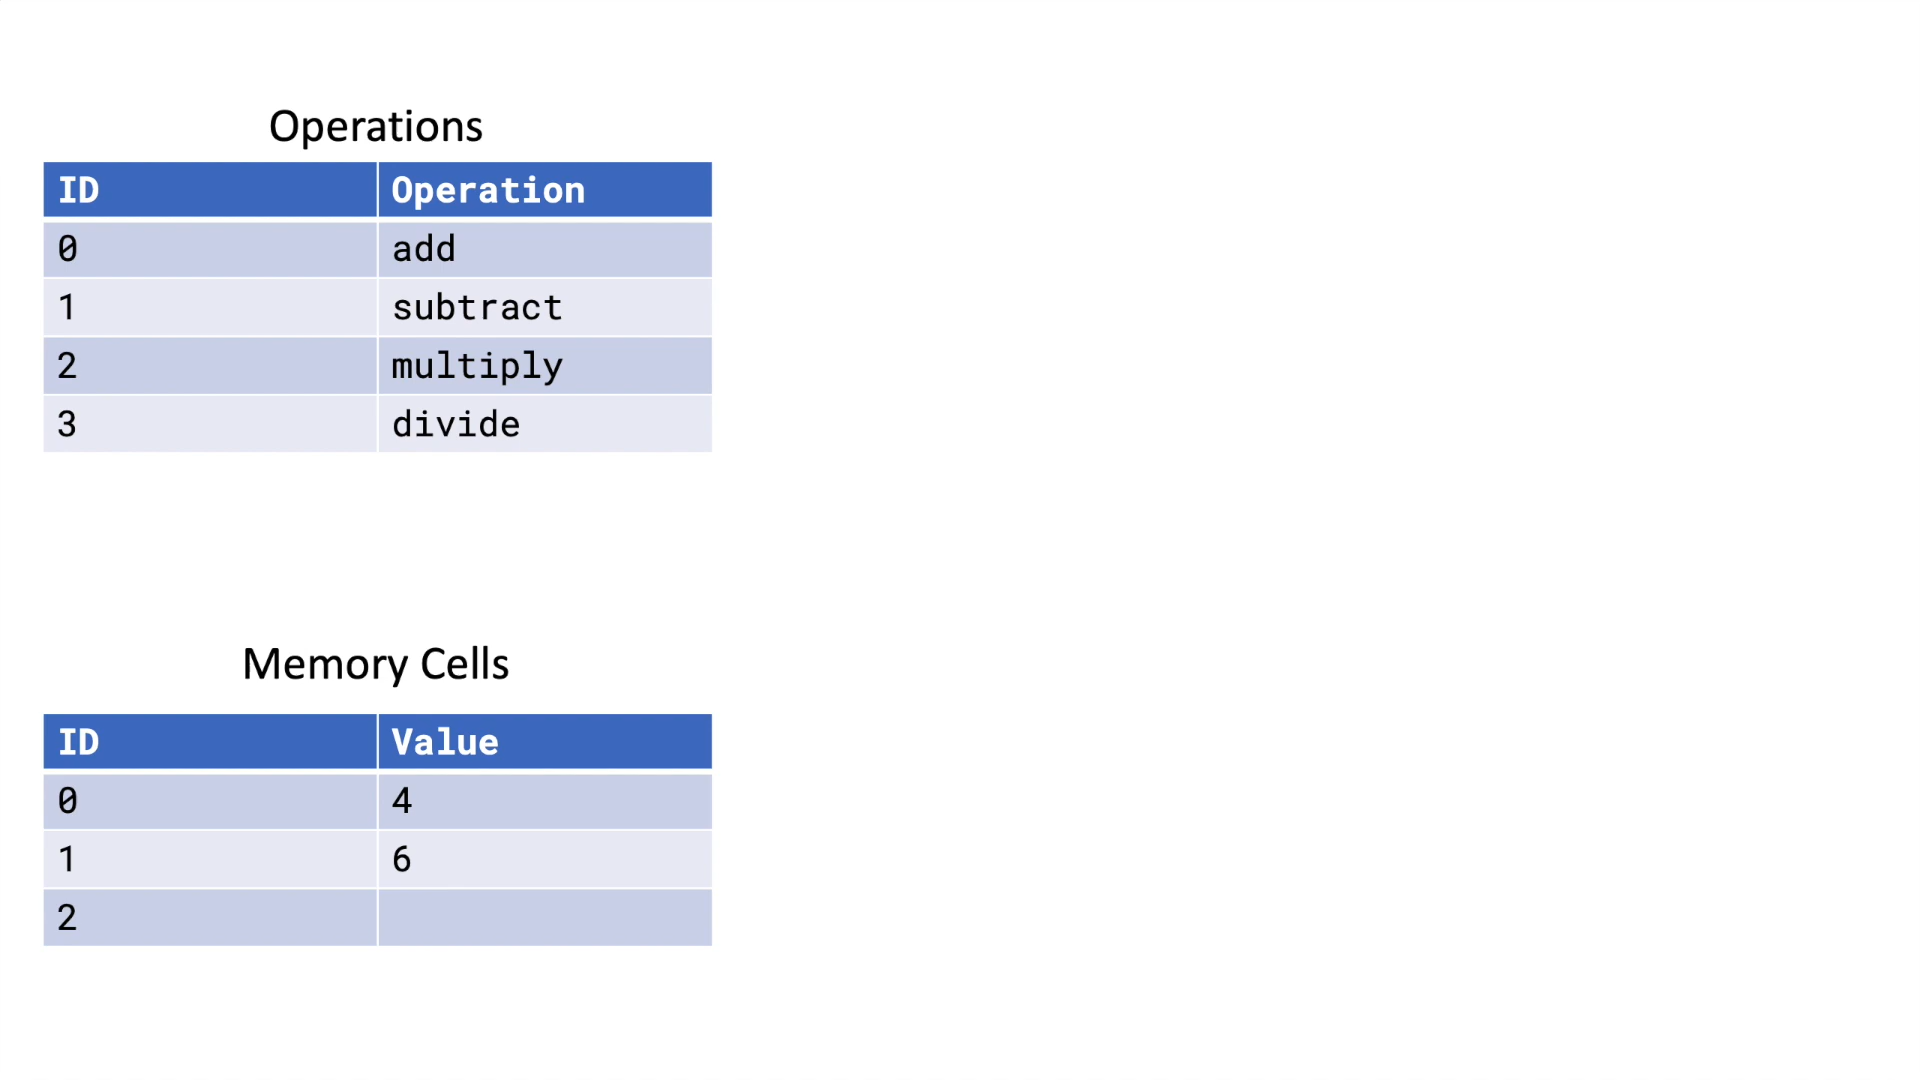 Operations
ID Operation
0 add
1 subtract
2 multiply
3 divide
Memory Cells
ID Value
0 4
1 6
2